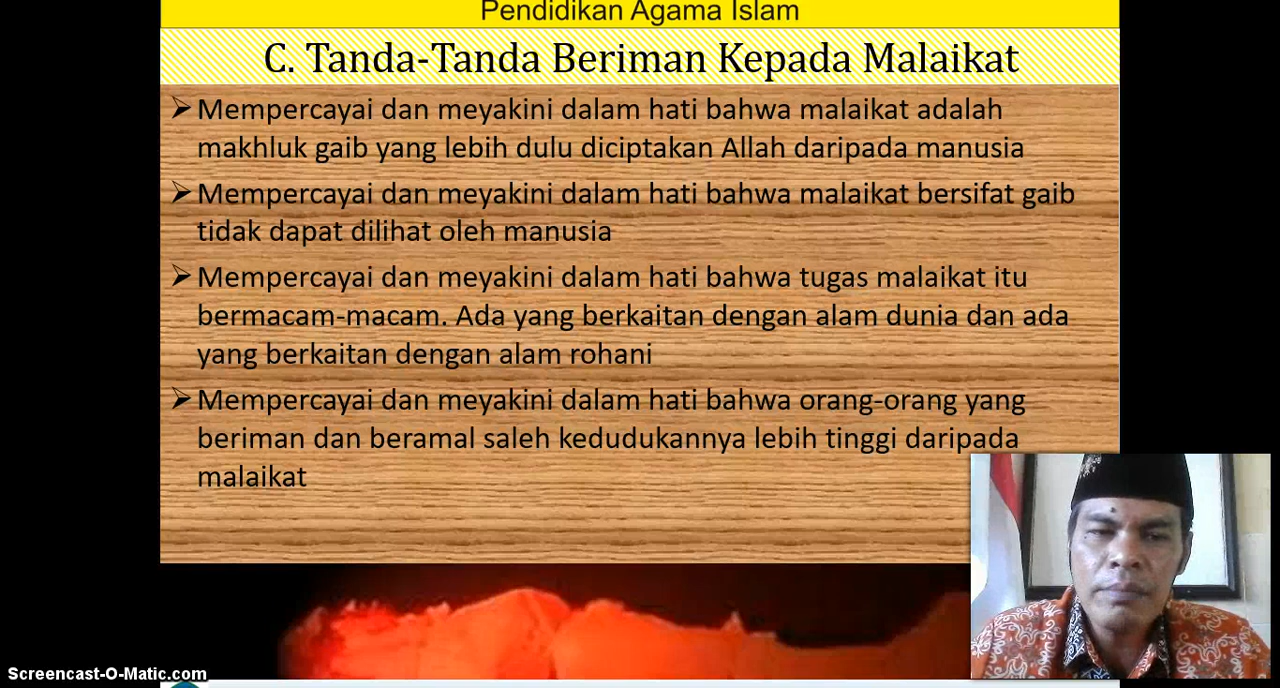 Pendidikan Agama Islam
C. Tanda-Tanda Beriman Kepada Malaikat
➢ Mempercayai dan meyakini dalam hati bahwa malaikat adalah
makhluk gaib yang lebih dulu diciptakan Allah daripada manusia
➢ Mempercayai dan meyakini dalam hati bahwa malaikat bersifat gaib
tidak dapat dilihat oleh manusia
➢ Mempercayai dan meyakini dalam hati bahwa tugas malaikat itu
bermacam-macam. Ada yang berkaitan dengan alam dunia dan ada
yang berkaitan dengan alam rohani
➢ Mempercayai dan meyakini dalam hati bahwa orang-orang yang
beriman dan beramal saleh kedudukannya lebih tinggi daripada
malaikat
Screencast-O-Matic.com